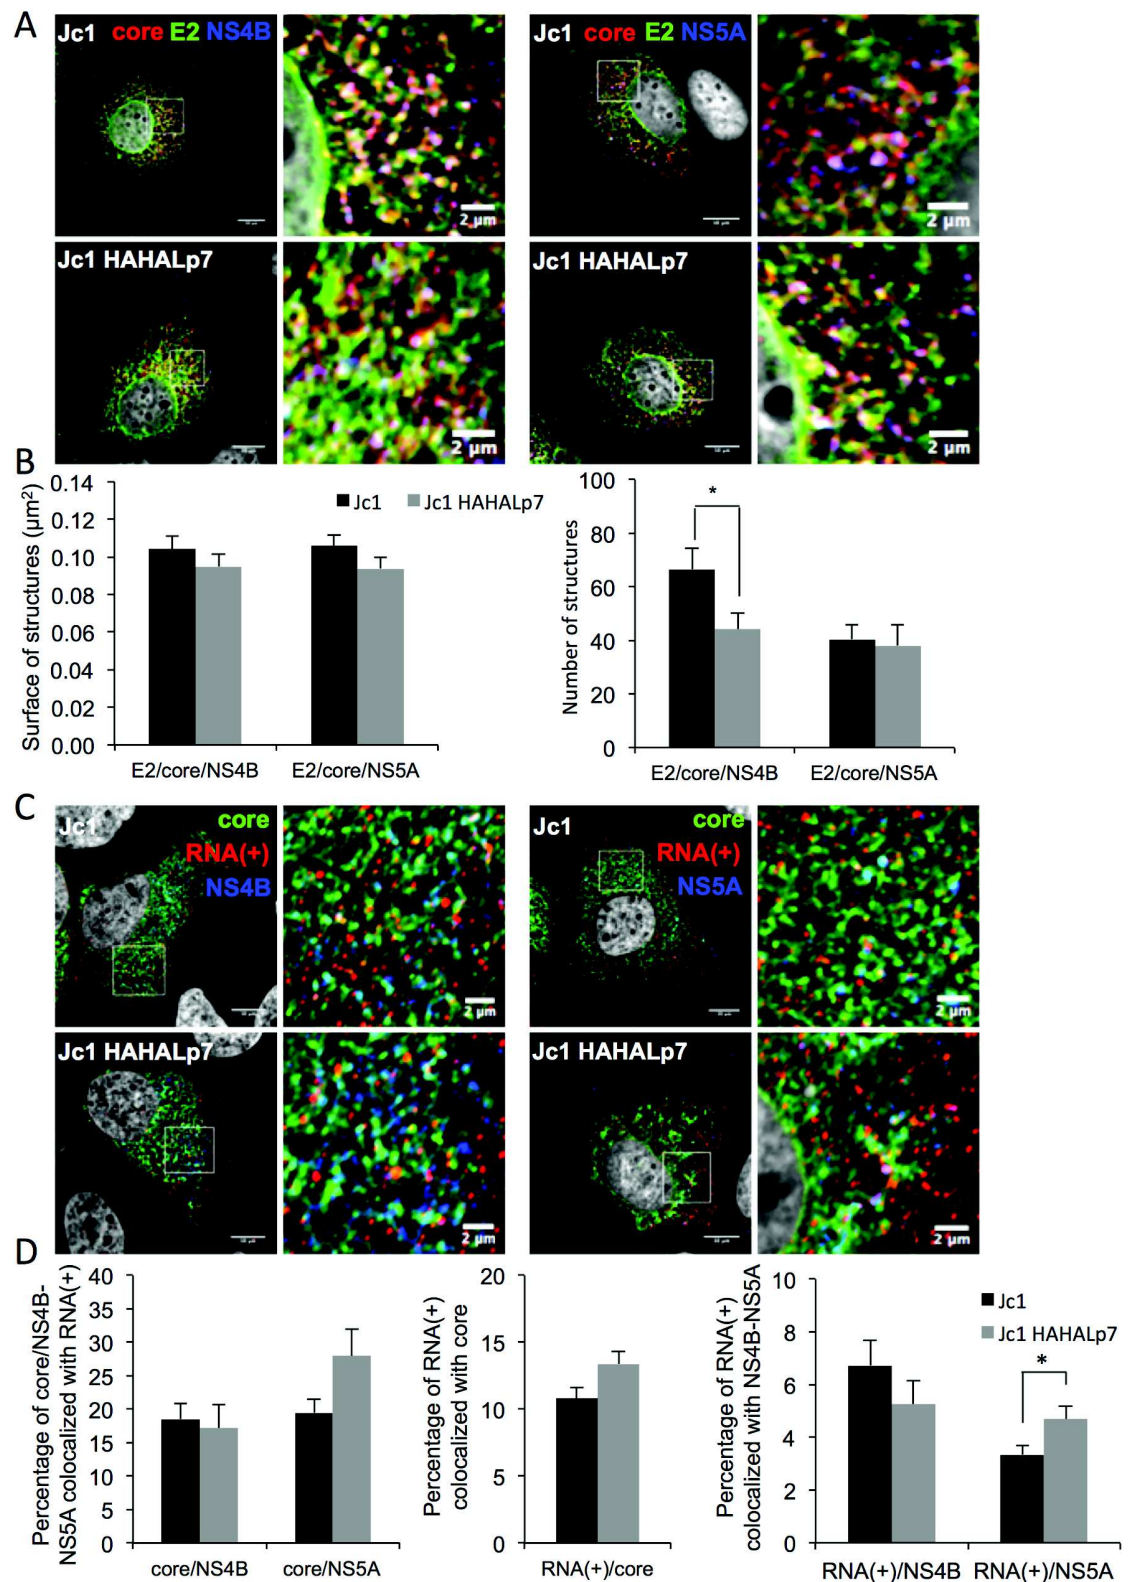 A
Jc1 core E2 NS4B
2 µm
Jc1 core E2 NS5A
2 µm
Jc1 HAHALp7
2 µm
Jc1 HAHALp7
2 µm
B
Surface of structures (µm²)
0.14
0.12
0.10
0.08
0.06
0.04
0.02
0.00
E2/core/NS4B
E2/core/NS5A
Jc1
Jc1 HAHALp7
Number of structures
100
80
60
40
20
0
*
E2/core/NS4B
E2/core/NS5A
C
Jc1
core
RNA(+)
NS4B
2 µm
Jc1
core
RNA(+)
NS5A
2 µm
Jc1 HAHALp7
2 µm
Jc1 HAHALp7
2 µm
D
Percentage of core/NS4B-
NS5A colocalized with RNA(+)
40
35
30
25
20
15
10
5
0
core/NS4B
core/NS5A
Percentage of RNA(+)
colocalized with core
20
15
10
5
0
RNA(+)/core
Percentage of RNA(+)
colocalized with NS4B-NS5A
10
8
6
4
2
0
Jc1
Jc1 HAHALp7
*
RNA(+)/NS4B
RNA(+)/NS5A